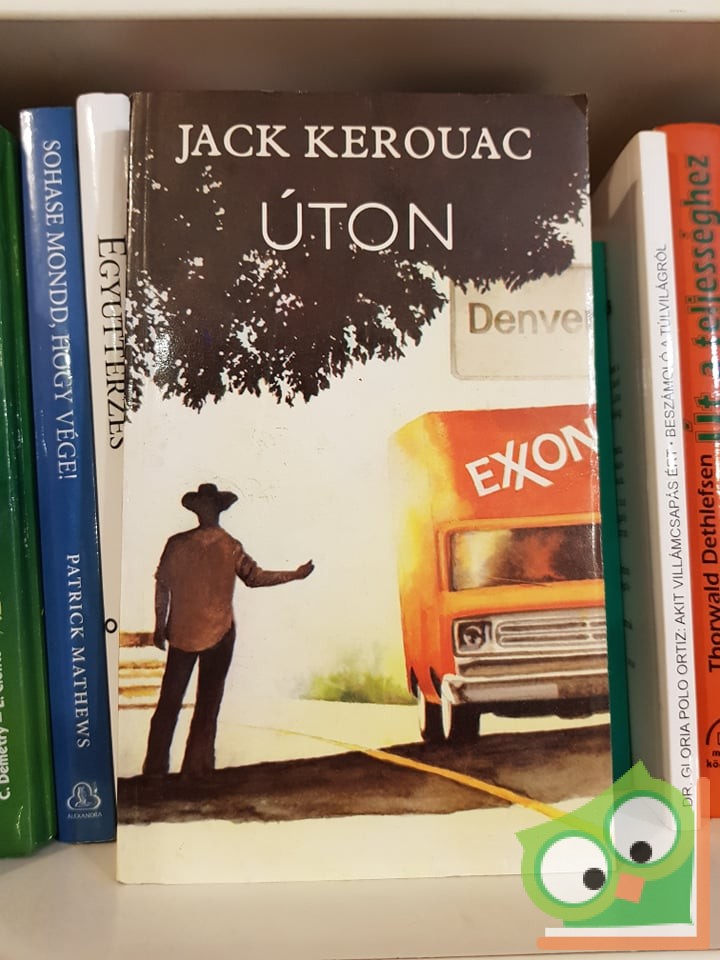 JACK KEROUAC
ÚTON
Denver
EXXON
SOHASE MONDD, HOGY VÉGE!
PATRICK MATHEWS
ALEXANDRA
EGYÜTTÉRZÉS
DR. GLORIA POLO ORTIZ: AKIT VILLÁMCSAPÁS ÉRT • BESZÁMOLÓ A TÚLVILÁGRÓL
Thorwald Dethlefsen
Út a teljességhez